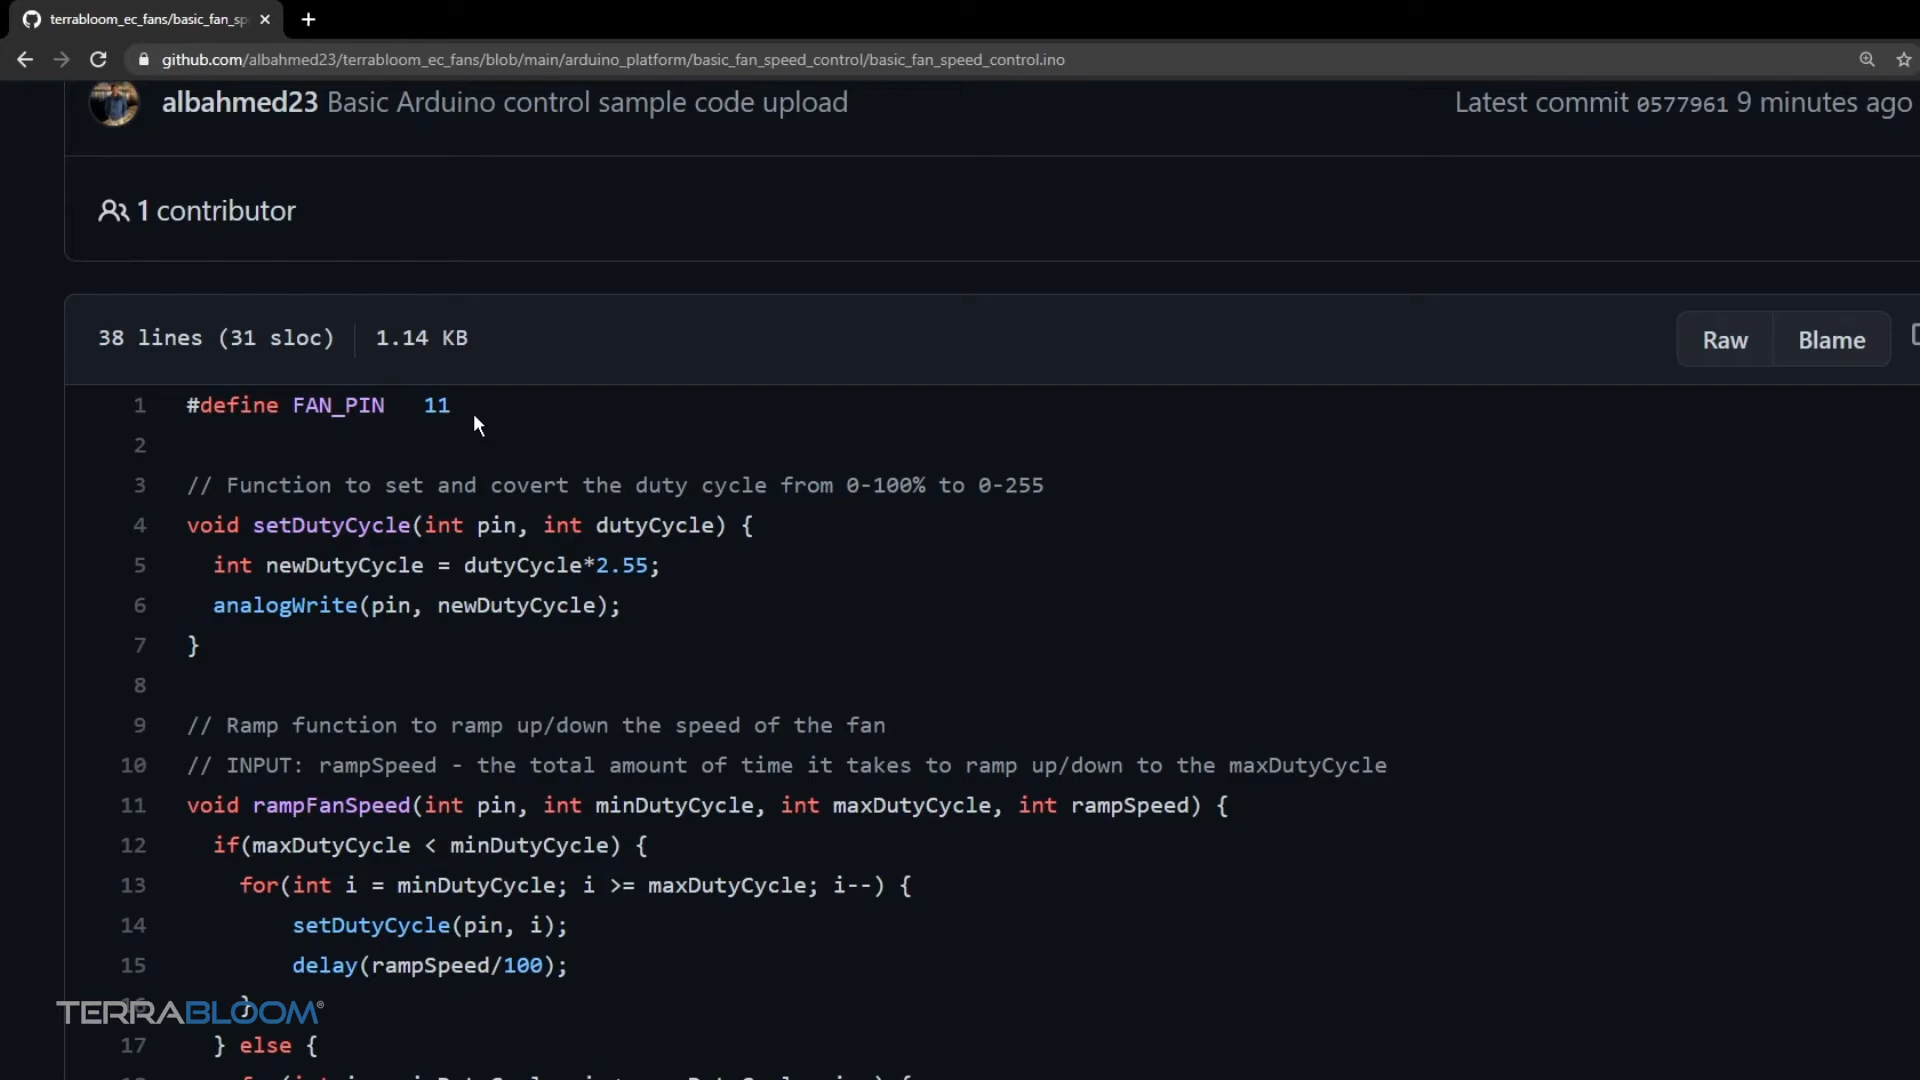 terrabloom_ec_fans/basic_fan_sp
github.com/albahmed23/terrabloom_ec_fans/blob/main/arduino_platform/basic_fan_speed_control/basic_fan_speed_control.ino
albahmed23 Basic Arduino control sample code upload
Latest commit 0577961 9 minutes ago
1 contributor
38 lines (31 sloc) 1.14 KB
Raw Blame
1 #define FAN_PIN 11
2
3 // Function to set and covert the duty cycle from 0-100% to 0-255
4 void setDutyCycle(int pin, int dutyCycle) {
5 int newDutyCycle = dutyCycle*2.55;
6 analogWrite(pin, newDutyCycle);
7 }
8
9 // Ramp function to ramp up/down the speed of the fan
10 // INPUT: rampSpeed - the total amount of time it takes to ramp up/down to the maxDutyCycle
11 void rampFanSpeed(int pin, int minDutyCycle, int maxDutyCycle, int rampSpeed) {
12 if(maxDutyCycle < minDutyCycle) {
13 for(int i = minDutyCycle; i >= maxDutyCycle; i--) {
14 setDutyCycle(pin, i);
15 delay(rampSpeed/100);
16 }
TERRABLOOM®
17 } else {